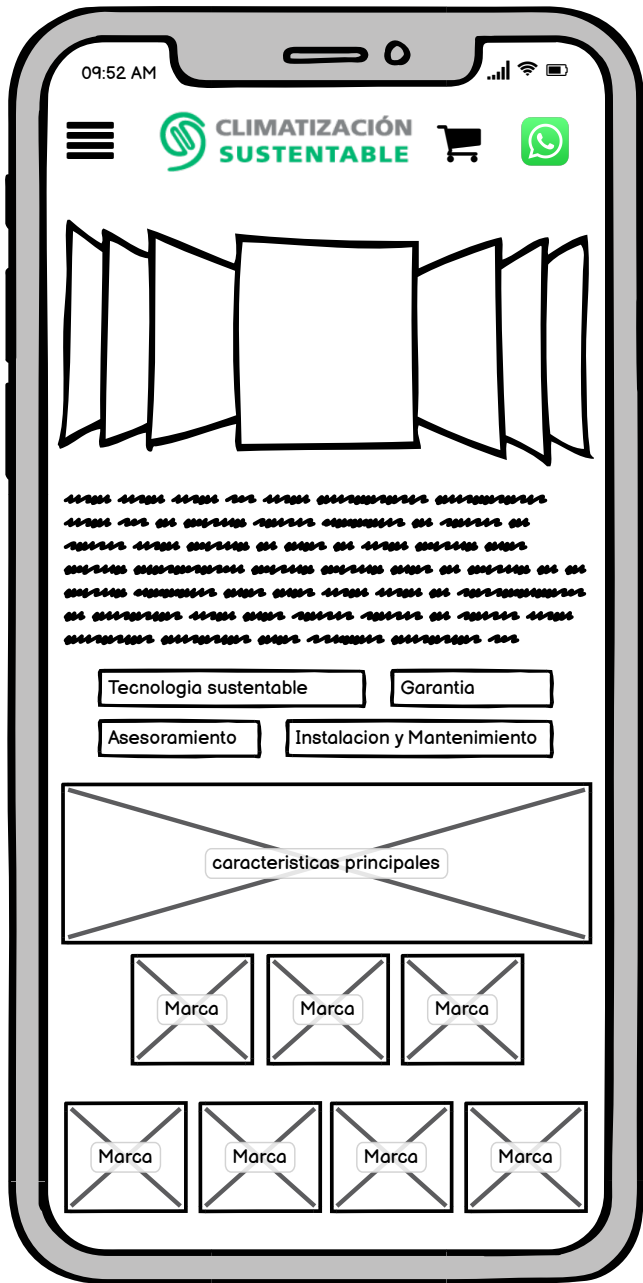 09:52 AM
CLIMATIZACIÓN
SUSTENTABLE
Tecnologia sustentable
Garantia
Asesoramiento
Instalacion y Mantenimiento
caracteristicas principales
Marca
Marca
Marca
Marca
Marca
Marca
Marca